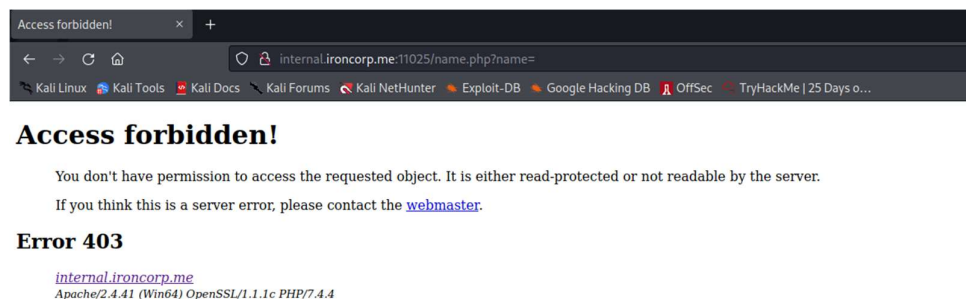 Access forbidden! × +
internal.ironcorp.me:11025/name.php?name=
Kali Linux Kali Tools Kali Docs Kali Forums Kali NetHunter Exploit-DB Google Hacking DB OffSec TryHackMe | 25 Days o...
Access forbidden!
You don't have permission to access the requested object. It is either read-protected or not readable by the server.
If you think this is a server error, please contact the webmaster.
Error 403
internal.ironcorp.me
Apache/2.4.41 (Win64) OpenSSL/1.1.1c PHP/7.4.4